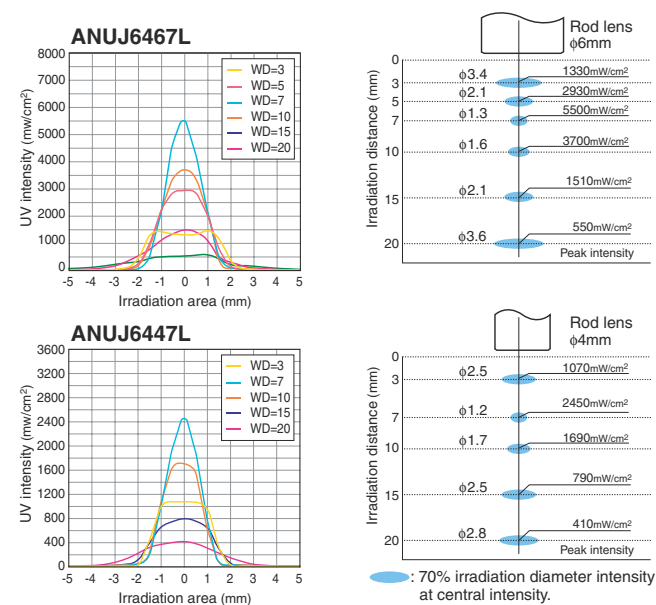 ANUJ6467L
UV intensity (mw/cm²)
8000
7000
6000
5000
4000
3000
2000
1000
0
WD=3
WD=5
WD=7
WD=10
WD=15
WD=20
-5 -4 -3 -2 -1 0 1 2 3 4 5
Irradiation area (mm)
Rod lens
φ6mm
Irradiation distance (mm)
0
3 φ3.4 1330mW/cm²
5 φ2.1 2930mW/cm²
7 φ1.3 5500mW/cm²
10 φ1.6 3700mW/cm²
15 φ2.1 1510mW/cm²
20 φ3.6 550mW/cm²
Peak intensity
ANUJ6447L
UV intensity (mw/cm²)
3600
3200
2800
2400
2000
1600
1200
800
400
0
WD=3
WD=7
WD=10
WD=15
WD=20
-5 -4 -3 -2 -1 0 1 2 3 4 5
Irradiation area (mm)
Rod lens
φ4mm
Irradiation distance (mm)
0
3 φ2.5 1070mW/cm²
7 φ1.2 2450mW/cm²
10 φ1.7 1690mW/cm²
15 φ2.5 790mW/cm²
20 φ2.8 410mW/cm²
Peak intensity
: 70% irradiation diameter intensity
at central intensity.